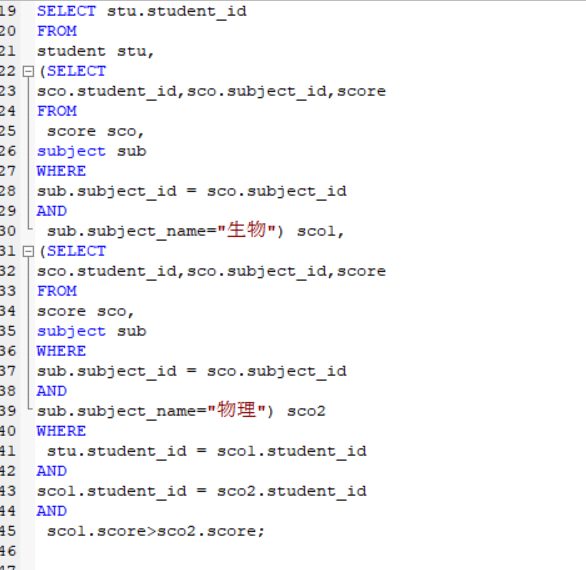 19 SELECT stu.student_id
20 FROM
21 student stu,
22 (SELECT
23 sco.student_id,sco.subject_id,score
24 FROM
25 score sco,
26 subject sub
27 WHERE
28 sub.subject_id = sco.subject_id
29 AND
30 sub.subject_name="生物") sco1,
31 (SELECT
32 sco.student_id,sco.subject_id,score
33 FROM
34 score sco,
35 subject sub
36 WHERE
37 sub.subject_id = sco.subject_id
38 AND
39 sub.subject_name="物理") sco2
40 WHERE
41 stu.student_id = sco1.student_id
42 AND
43 sco1.student_id = sco2.student_id
44 AND
45 sco1.score>sco2.score;
46